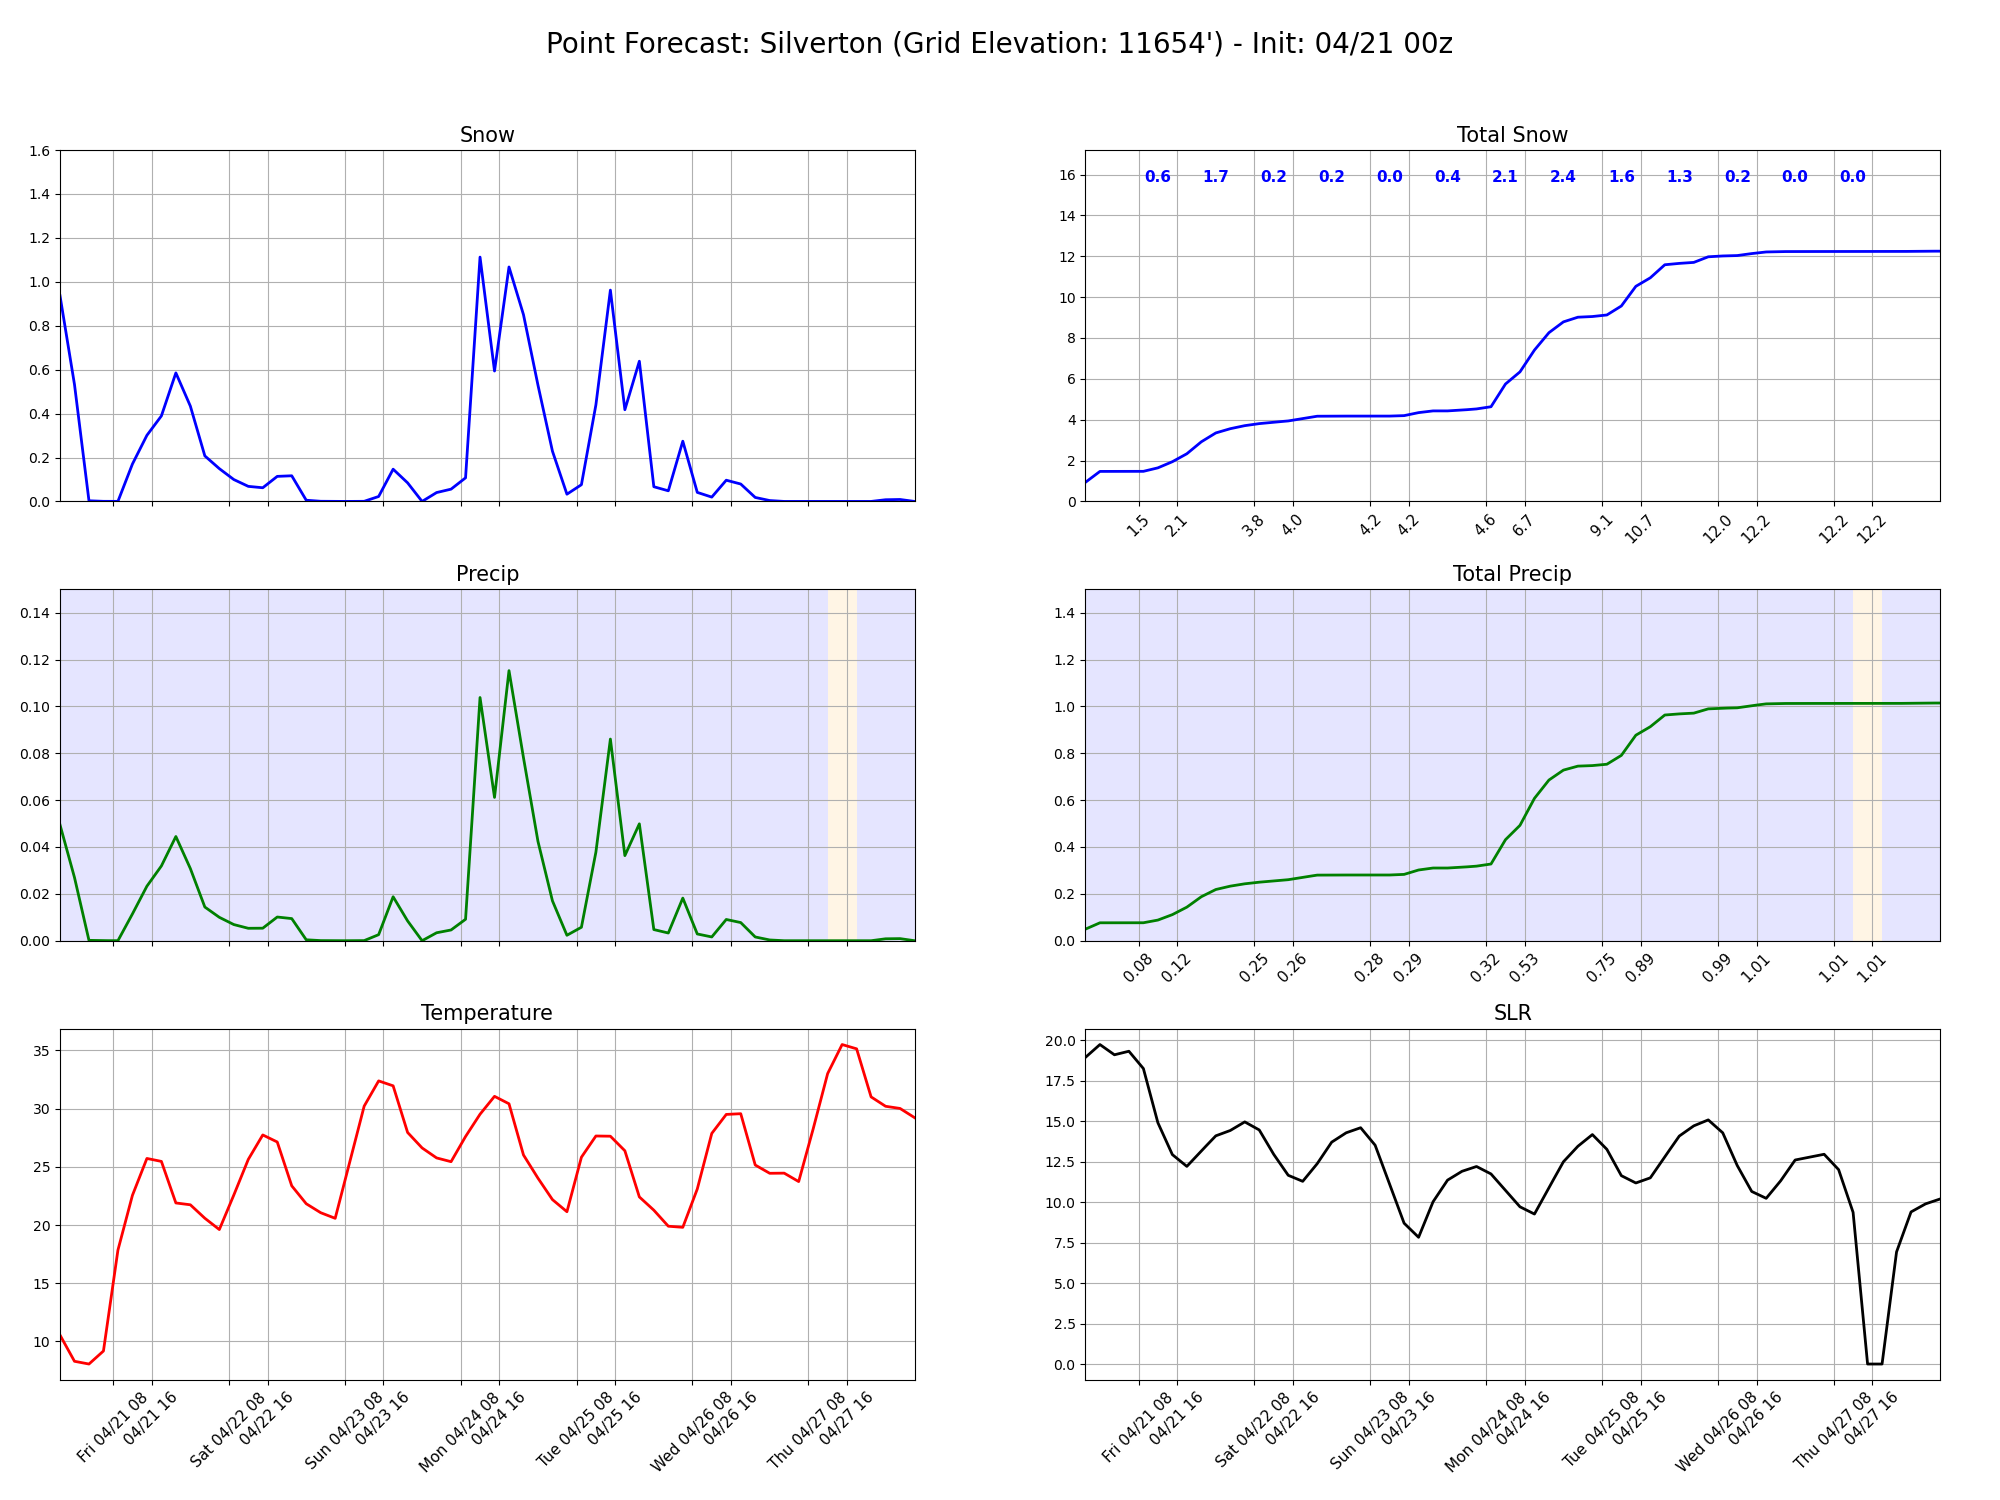 Point Forecast: Silverton (Grid Elevation: 11654') - Init: 04/21 00z
Snow
1.6
1.4
1.2
1.0
0.8
0.6
0.4
0.2
0.0
Total Snow
16
14
12
10
8
6
4
2
0
0.6 1.7 0.2 0.2 0.0 0.4 2.1 2.4 1.6 1.3 0.2 0.0 0.0
1.5 2.1 3.8 4.0 4.2 4.2 4.6 6.7 9.1 10.7 12.0 12.2 12.2 12.2
Precip
0.14
0.12
0.10
0.08
0.06
0.04
0.02
0.00
Total Precip
1.4
1.2
1.0
0.8
0.6
0.4
0.2
0.0
0.08 0.12 0.25 0.26 0.28 0.29 0.32 0.53 0.75 0.89 0.99 1.01 1.01 1.01
Temperature
35
30
25
20
15
10
Fri 04/21 08
04/21 16
Sat 04/22 08
04/22 16
Sun 04/23 08
04/23 16
Mon 04/24 08
04/24 16
Tue 04/25 08
04/25 16
Wed 04/26 08
04/26 16
Thu 04/27 08
04/27 16
SLR
20.0
17.5
15.0
12.5
10.0
7.5
5.0
2.5
0.0
Fri 04/21 08
04/21 16
Sat 04/22 08
04/22 16
Sun 04/23 08
04/23 16
Mon 04/24 08
04/24 16
Tue 04/25 08
04/25 16
Wed 04/26 08
04/26 16
Thu 04/27 08
04/27 16